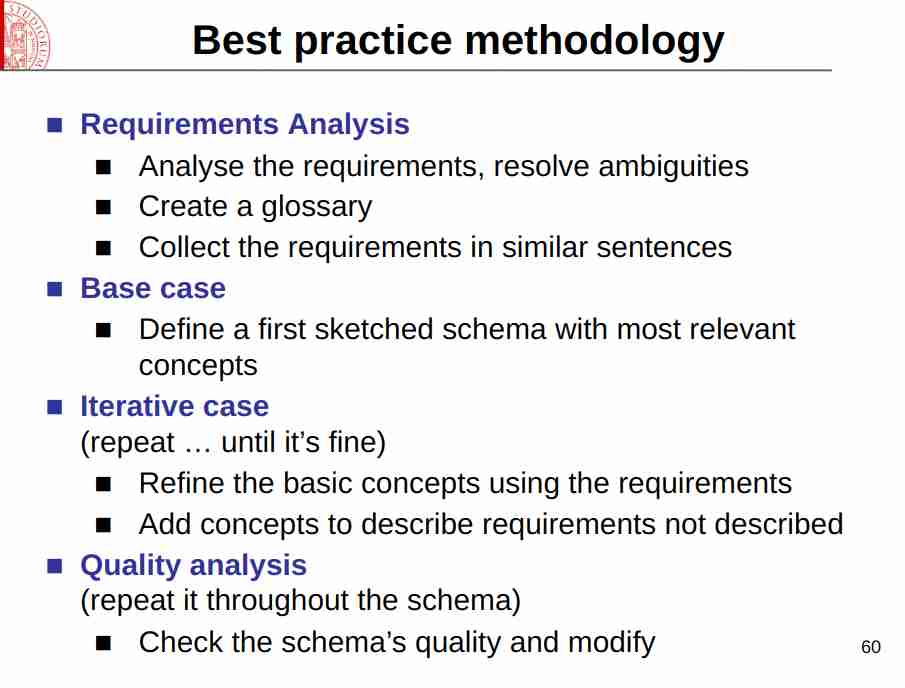 STUDIORUM
Best practice methodology
■ Requirements Analysis
■ Analyse the requirements, resolve ambiguities
■ Create a glossary
■ Collect the requirements in similar sentences
■ Base case
■ Define a first sketched schema with most relevant
concepts
■ Iterative case
(repeat … until it’s fine)
■ Refine the basic concepts using the requirements
■ Add concepts to describe requirements not described
■ Quality analysis
(repeat it throughout the schema)
■ Check the schema’s quality and modify
60